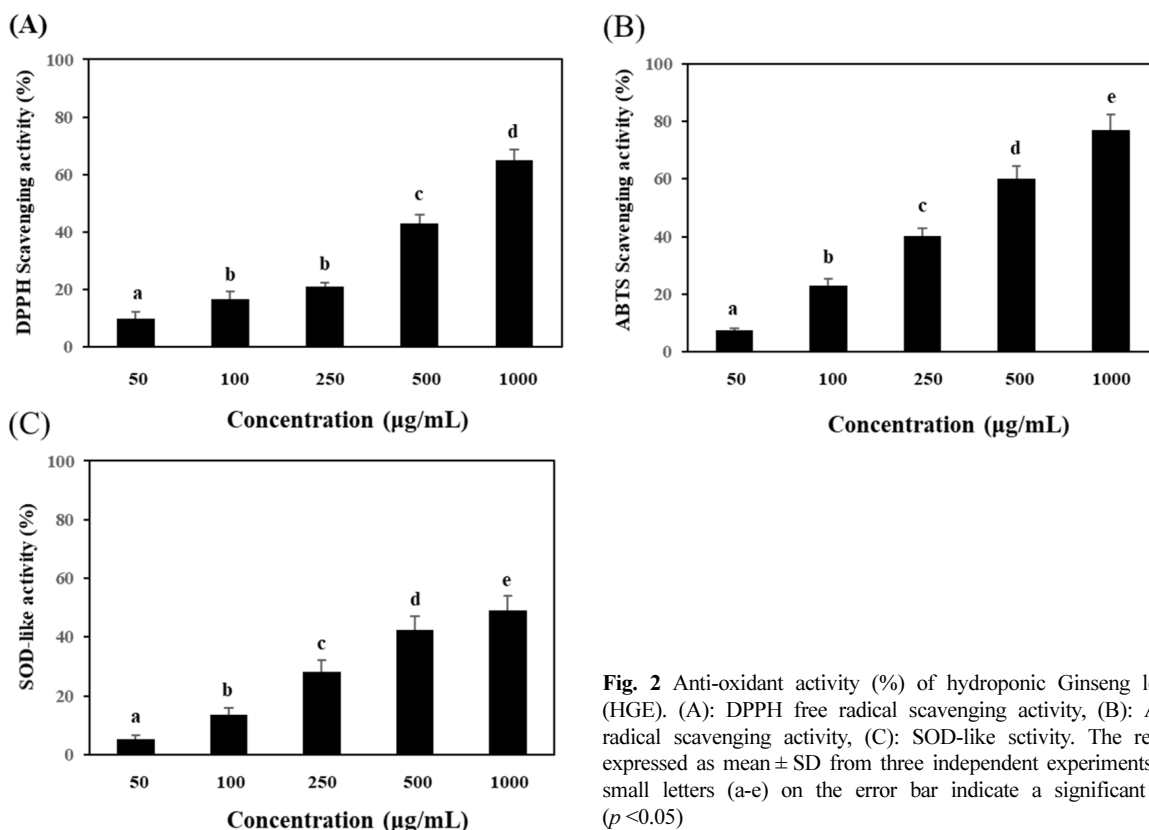 (A)
100
80
60
40
20
0
DPPH Scavenging activity (%)
a
b
b
c
d
50 100 250 500 1000
Concentration (µg/mL)
(B)
100
80
60
40
20
0
ABTS Scavenging activity (%)
a
b
c
d
e
50 100 250 500 1000
Concentration (µg/mL)
(C)
100
80
60
40
20
0
SOD-like activity (%)
a
b
c
d
e
50 100 250 500 1000
Concentration (µg/mL)
Fig. 2 Anti-oxidant activity (%) of hydroponic Ginseng
(HGE). (A): DPPH free radical scavenging activity, (B):
radical scavenging activity, (C): SOD-like sctivity. The
expressed as mean ± SD from three independent experiments
small letters (a-e) on the error bar indicate a significant
(p <0.05)